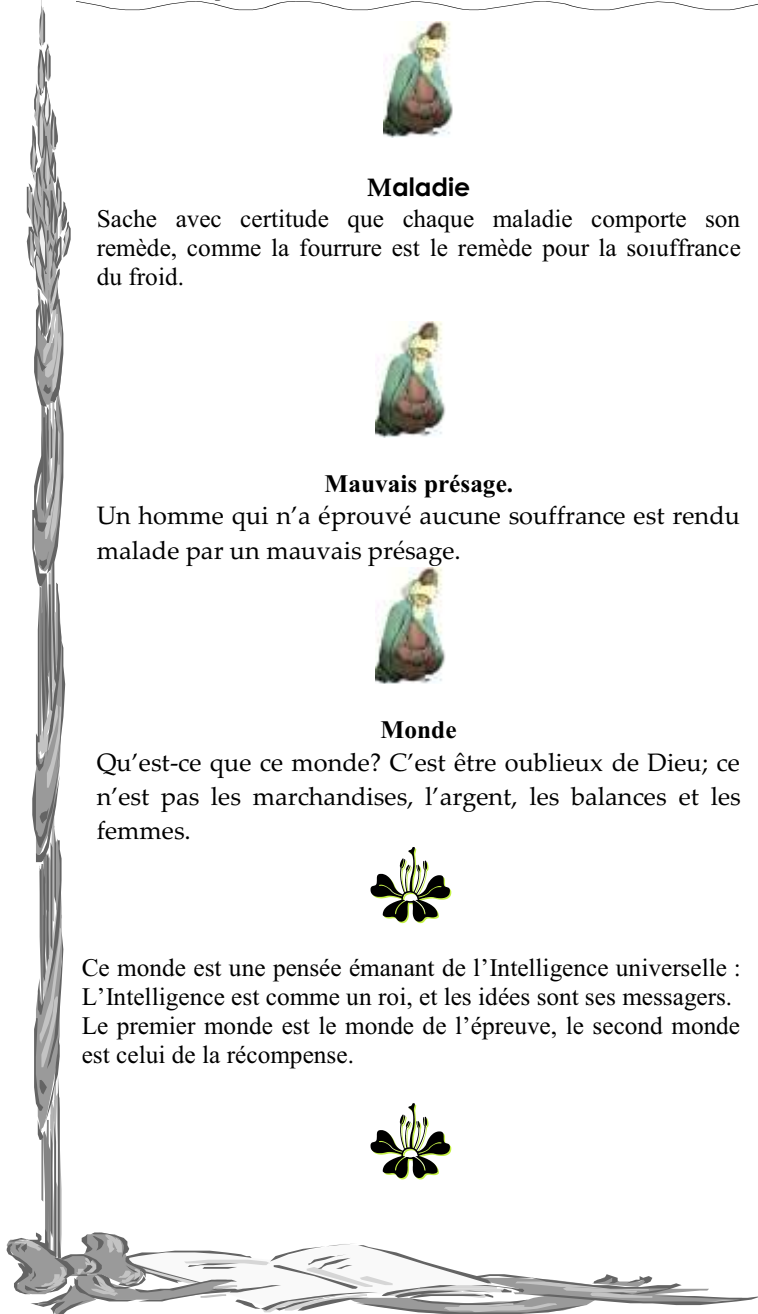 Maladie
Sache avec certitude que chaque maladie comporte son
remède, comme la fourrure est le remède pour la soiuffrance
du froid.
Mauvais présage.
Un homme qui n’a éprouvé aucune souffrance est rendu
malade par un mauvais présage.
Monde
Qu’est-ce que ce monde? C’est être oublieux de Dieu; ce
n’est pas les marchandises, l’argent, les balances et les
femmes.
Ce monde est une pensée émanant de l’Intelligence universelle :
L’Intelligence est comme un roi, et les idées sont ses messagers.
Le premier monde est le monde de l’épreuve, le second monde
est celui de la récompense.